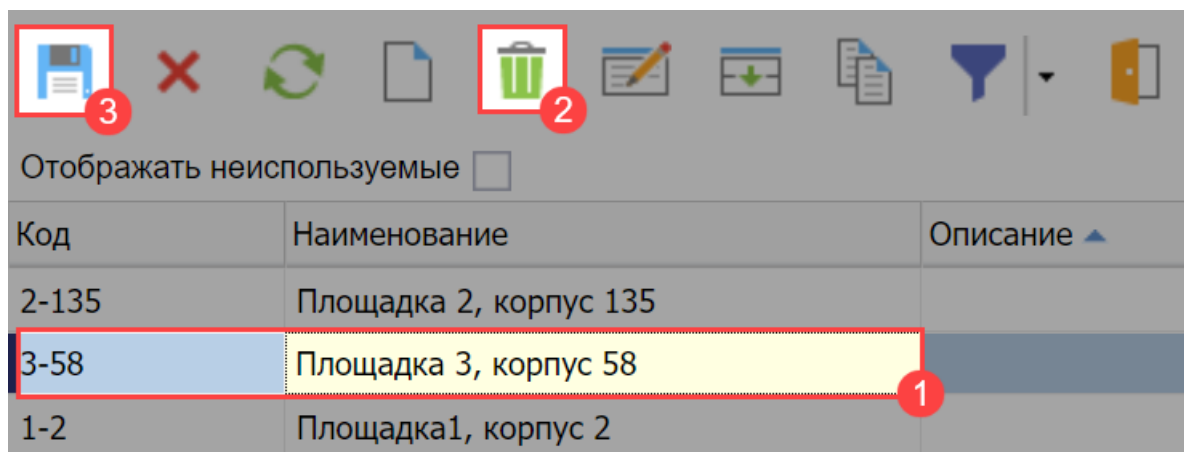 3
2
Отображать неиспользуемые
Код Наименование Описание
2-135 Площадка 2, корпус 135
3-58 Площадка 3, корпус 58
1
1-2 Площадка1, корпус 2